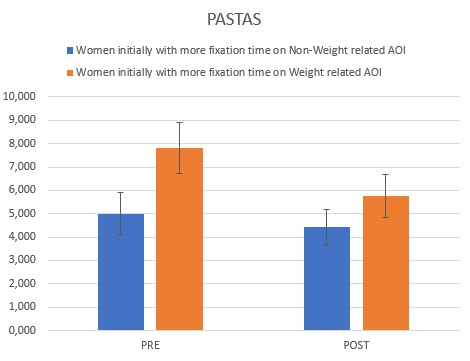 PASTAS
Women initially with more fixation time on Non-Weight related AOI
Women initially with more fixation time on Weight related AOI
10,000
9,000
8,000
7,000
6,000
5,000
4,000
3,000
2,000
1,000
0,000
PRE POST